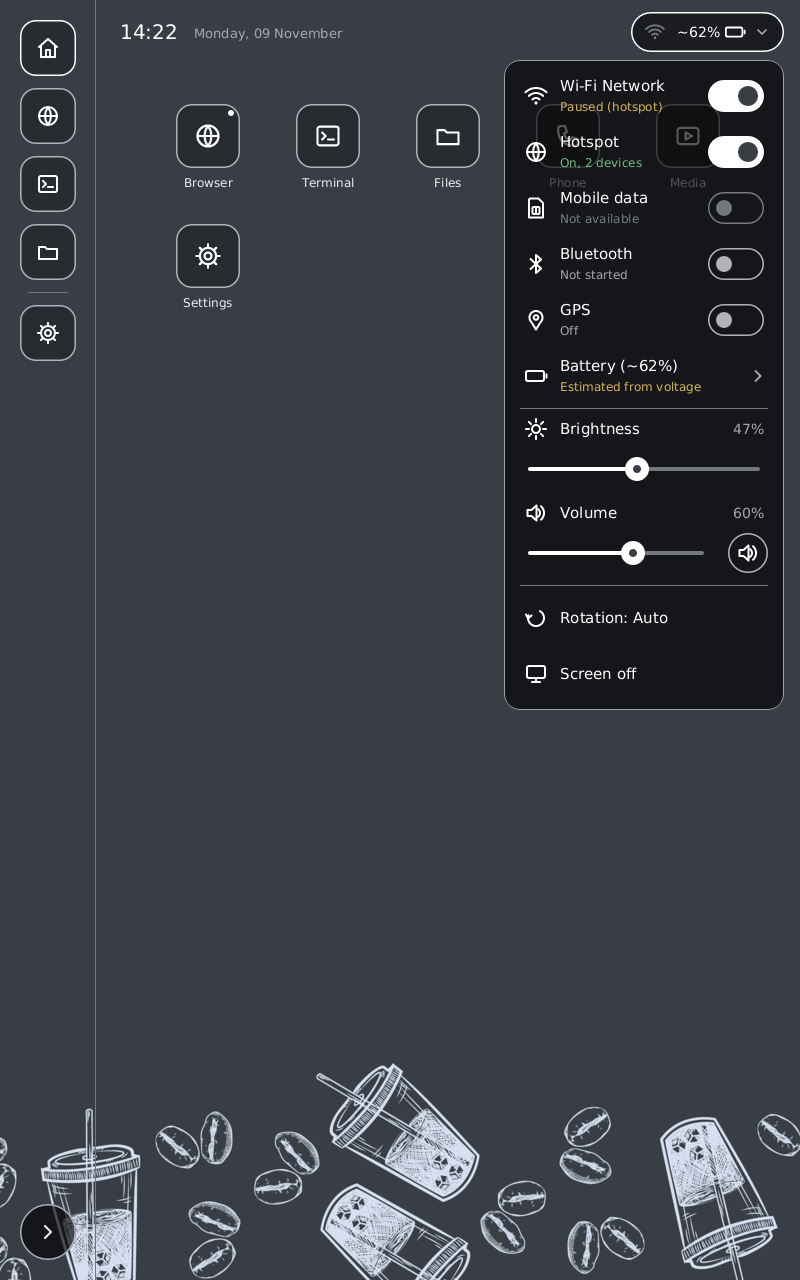 14:22 Monday, 09 November
~62%
Browser
Terminal
Files
Phone
Media
Settings
Wi-Fi Network
Paused (hotspot)
Hotspot
On, 2 devices
Mobile data
Not available
Bluetooth
Not started
GPS
Off
Battery (~62%)
Estimated from voltage
Brightness 47%
Volume 60%
Rotation: Auto
Screen off